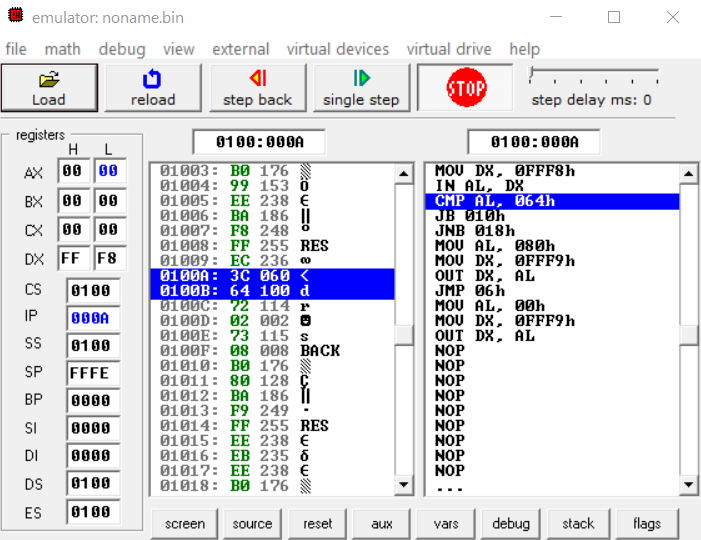 emulator: noname.bin
file math debug view external virtual devices virtual drive help
Load reload step back single step STOP step delay ms: 0
registers
H L
AX 00 00
BX 00 00
CX 00 00
DX FF F8
CS 0100
IP 000A
SS 0100
SP FFFE
BP 0000
SI 0000
DI 0000
DS 0100
ES 0100
0100:000A
01003: B0 176 ▒
01004: 99 153 Ö
01005: EE 238 ε
01006: BA 186 ║
01007: F8 248 °
01008: FF 255 RES
01009: EC 236 ∞
0100A: 3C 060 <
0100B: 64 100 d
0100C: 72 114 r
0100D: 02 002 ☻
0100E: 73 115 s
0100F: 08 008 BACK
01010: B0 176 ▒
01011: 80 128 Ç
01012: BA 186 ║
01013: F9 249 ·
01014: FF 255 RES
01015: EE 238 ε
01016: EB 235 δ
01017: EE 238 ε
01018: B0 176 ▒
0100:000A
MOV DX, 0FFF8h
IN AL, DX
CMP AL, 064h
JB 010h
JNB 018h
MOV AL, 080h
MOV DX, 0FFF9h
OUT DX, AL
JMP 06h
MOV AL, 00h
MOV DX, 0FFF9h
OUT DX, AL
NOP
NOP
NOP
NOP
NOP
NOP
NOP
NOP
NOP
...
screen source reset aux vars debug stack flags